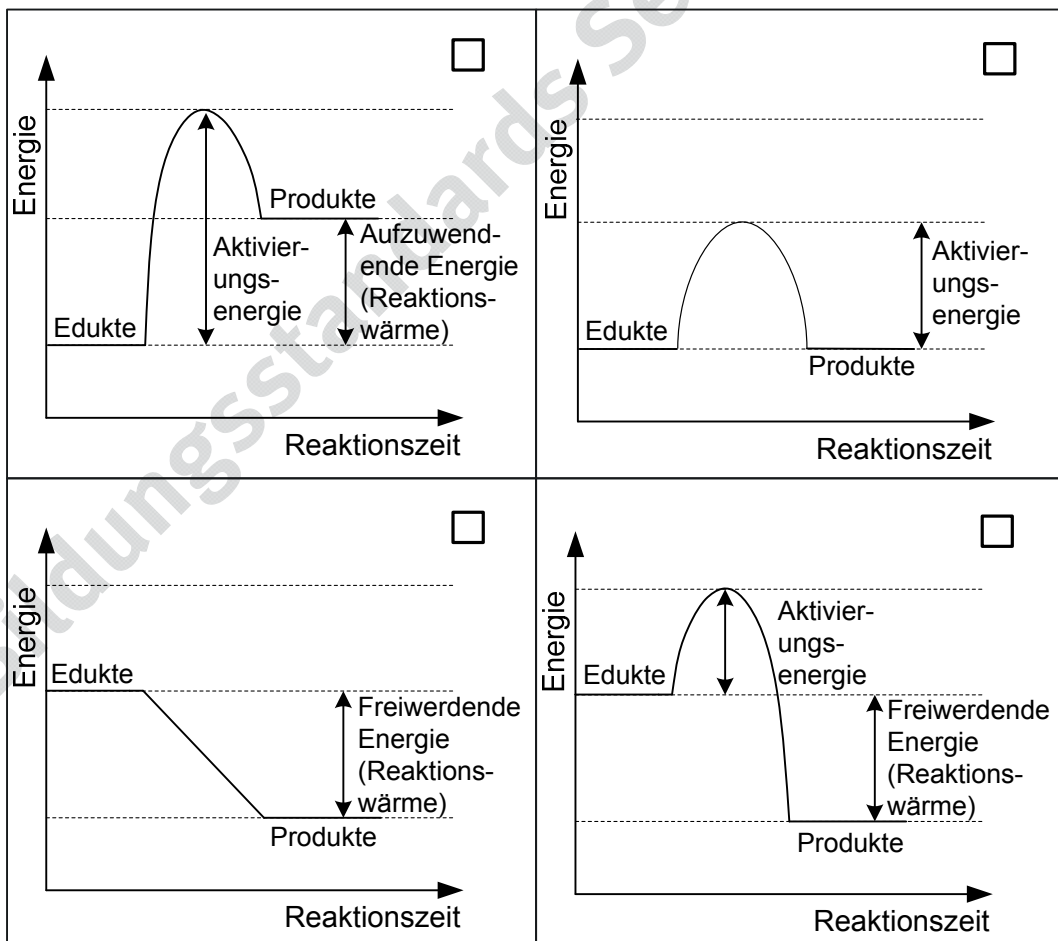 Bildungsstandards Se
Energie
Edukte
Aktivier-
ungs-
energie
Produkte
Aufzuwend-
ende Energie
(Reaktions-
wärme)
Reaktionszeit
Energie
Edukte
Produkte
Aktivier-
ungs-
energie
Reaktionszeit
Energie
Edukte
Freiwerdende
Energie
(Reaktions-
wärme)
Produkte
Reaktionszeit
Energie
Edukte
Aktivier-
ungs-
energie
Freiwerdende
Energie
(Reaktions-
wärme)
Produkte
Reaktionszeit